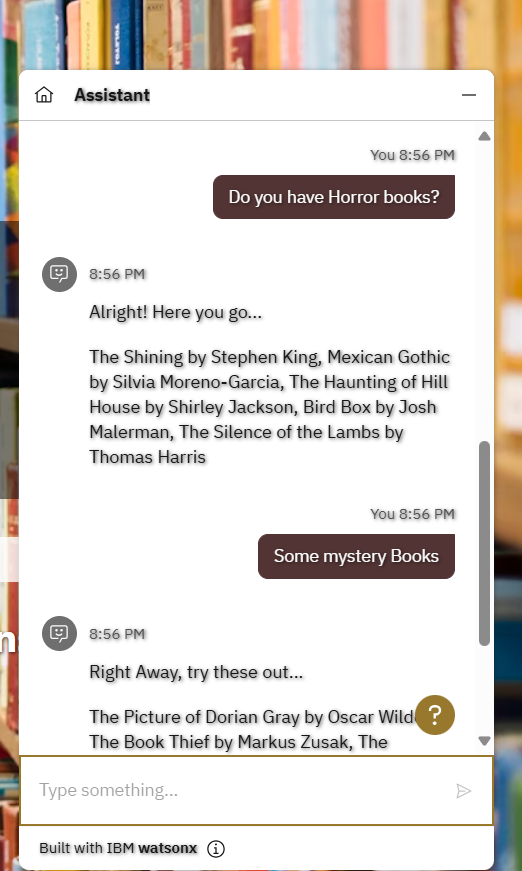 Assistant
You 8:56 PM
Do you have Horror books?
8:56 PM
Alright! Here you go...
The Shining by Stephen King, Mexican Gothic
by Silvia Moreno-Garcia, The Haunting of Hill
House by Shirley Jackson, Bird Box by Josh
Malerman, The Silence of the Lambs by
Thomas Harris
You 8:56 PM
Some mystery Books
8:56 PM
Right Away, try these out...
The Picture of Dorian Gray by Oscar Wild
?
The Book Thief by Markus Zusak, The
Type something...
Built with IBM watsonx